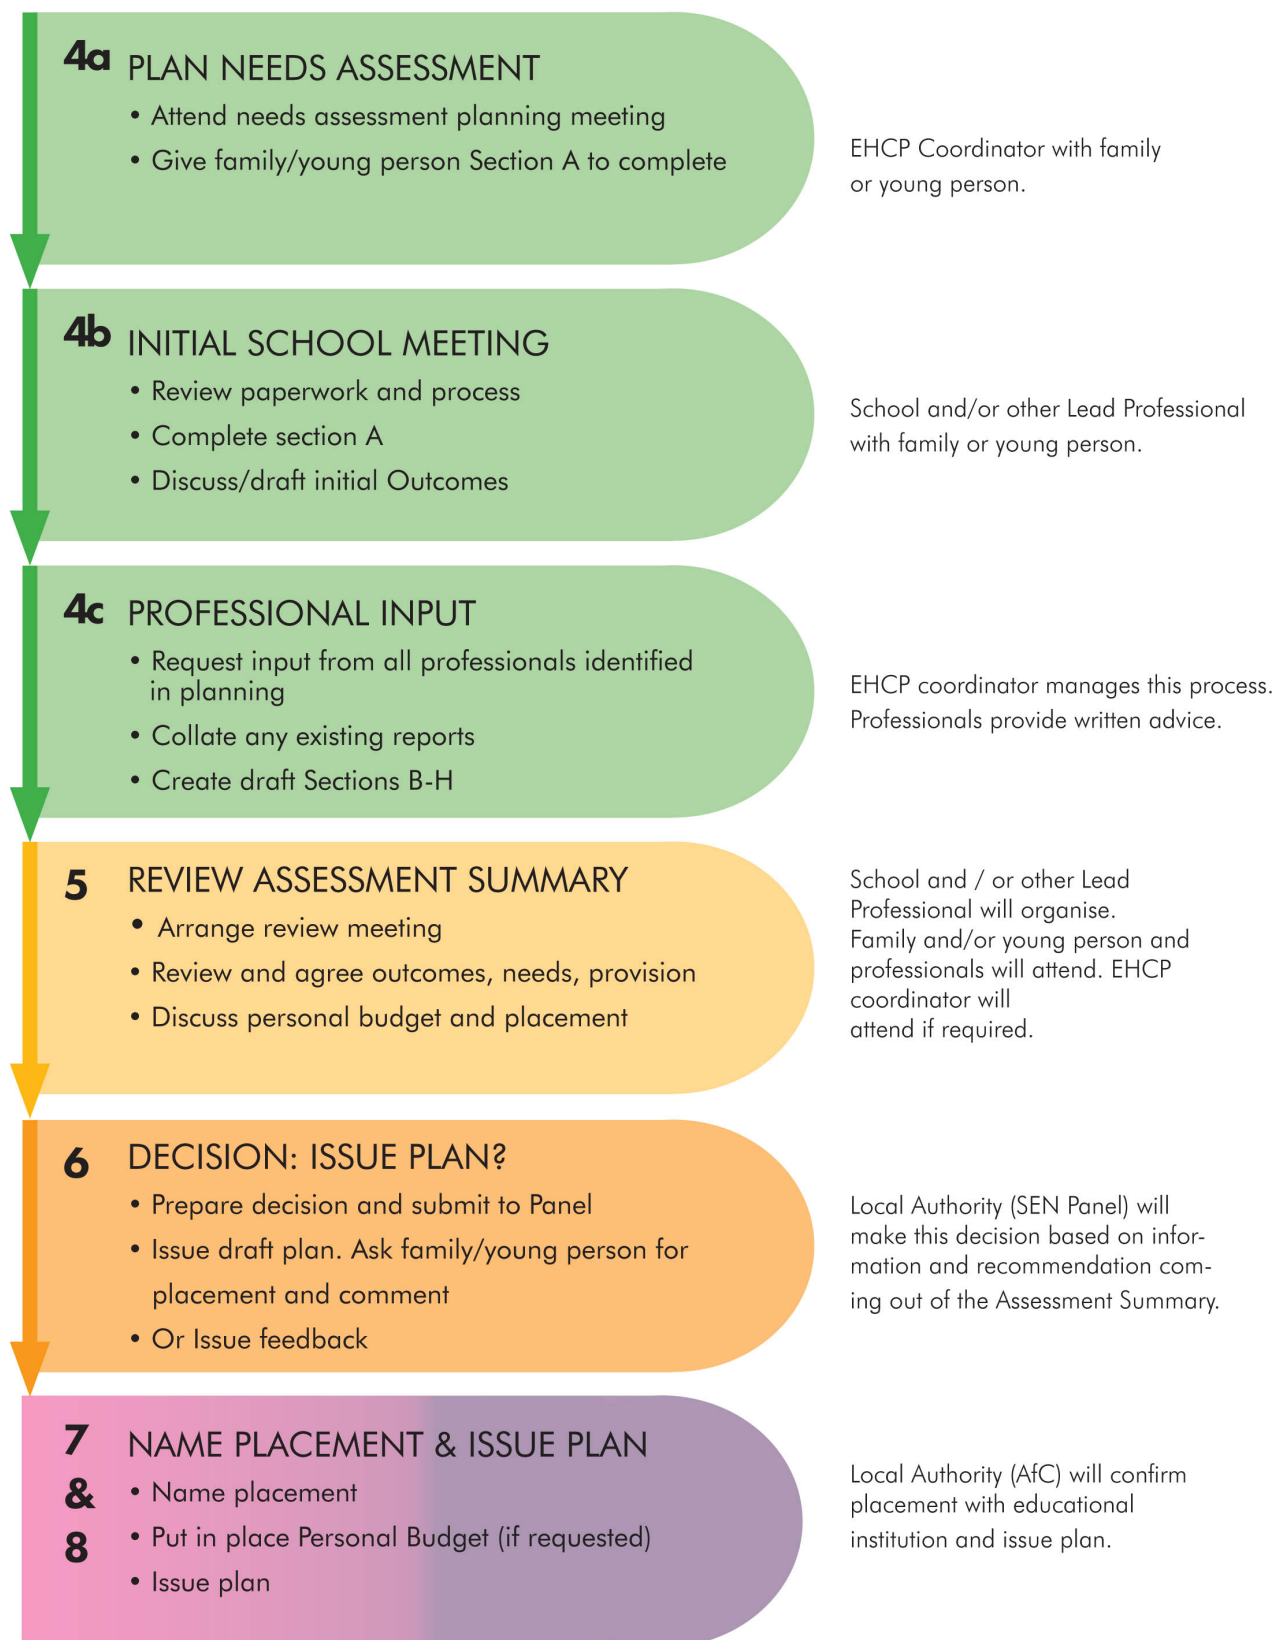 4a PLAN NEEDS ASSESSMENT
• Attend needs assessment planning meeting
• Give family/young person Section A to complete
EHCP Coordinator with family
or young person.
4b INITIAL SCHOOL MEETING
• Review paperwork and process
• Complete section A
• Discuss/draft initial Outcomes
School and/or other Lead Professional
with family or young person.
4c PROFESSIONAL INPUT
• Request input from all professionals identified
in planning
• Collate any existing reports
• Create draft Sections B-H
EHCP coordinator manages this process.
Professionals provide written advice.
5 REVIEW ASSESSMENT SUMMARY
• Arrange review meeting
• Review and agree outcomes, needs, provision
• Discuss personal budget and placement
School and / or other Lead
Professional will organise.
Family and/or young person and
professionals will attend. EHCP
coordinator will
attend if required.
6 DECISION: ISSUE PLAN?
• Prepare decision and submit to Panel
• Issue draft plan. Ask family/young person for
placement and comment
• Or Issue feedback
Local Authority (SEN Panel) will
make this decision based on infor-
mation and recommendation com-
ing out of the Assessment Summary.
7 NAME PLACEMENT & ISSUE PLAN
& • Name placement
8 • Put in place Personal Budget (if requested)
• Issue plan
Local Authority (AfC) will confirm
placement with educational
institution and issue plan.